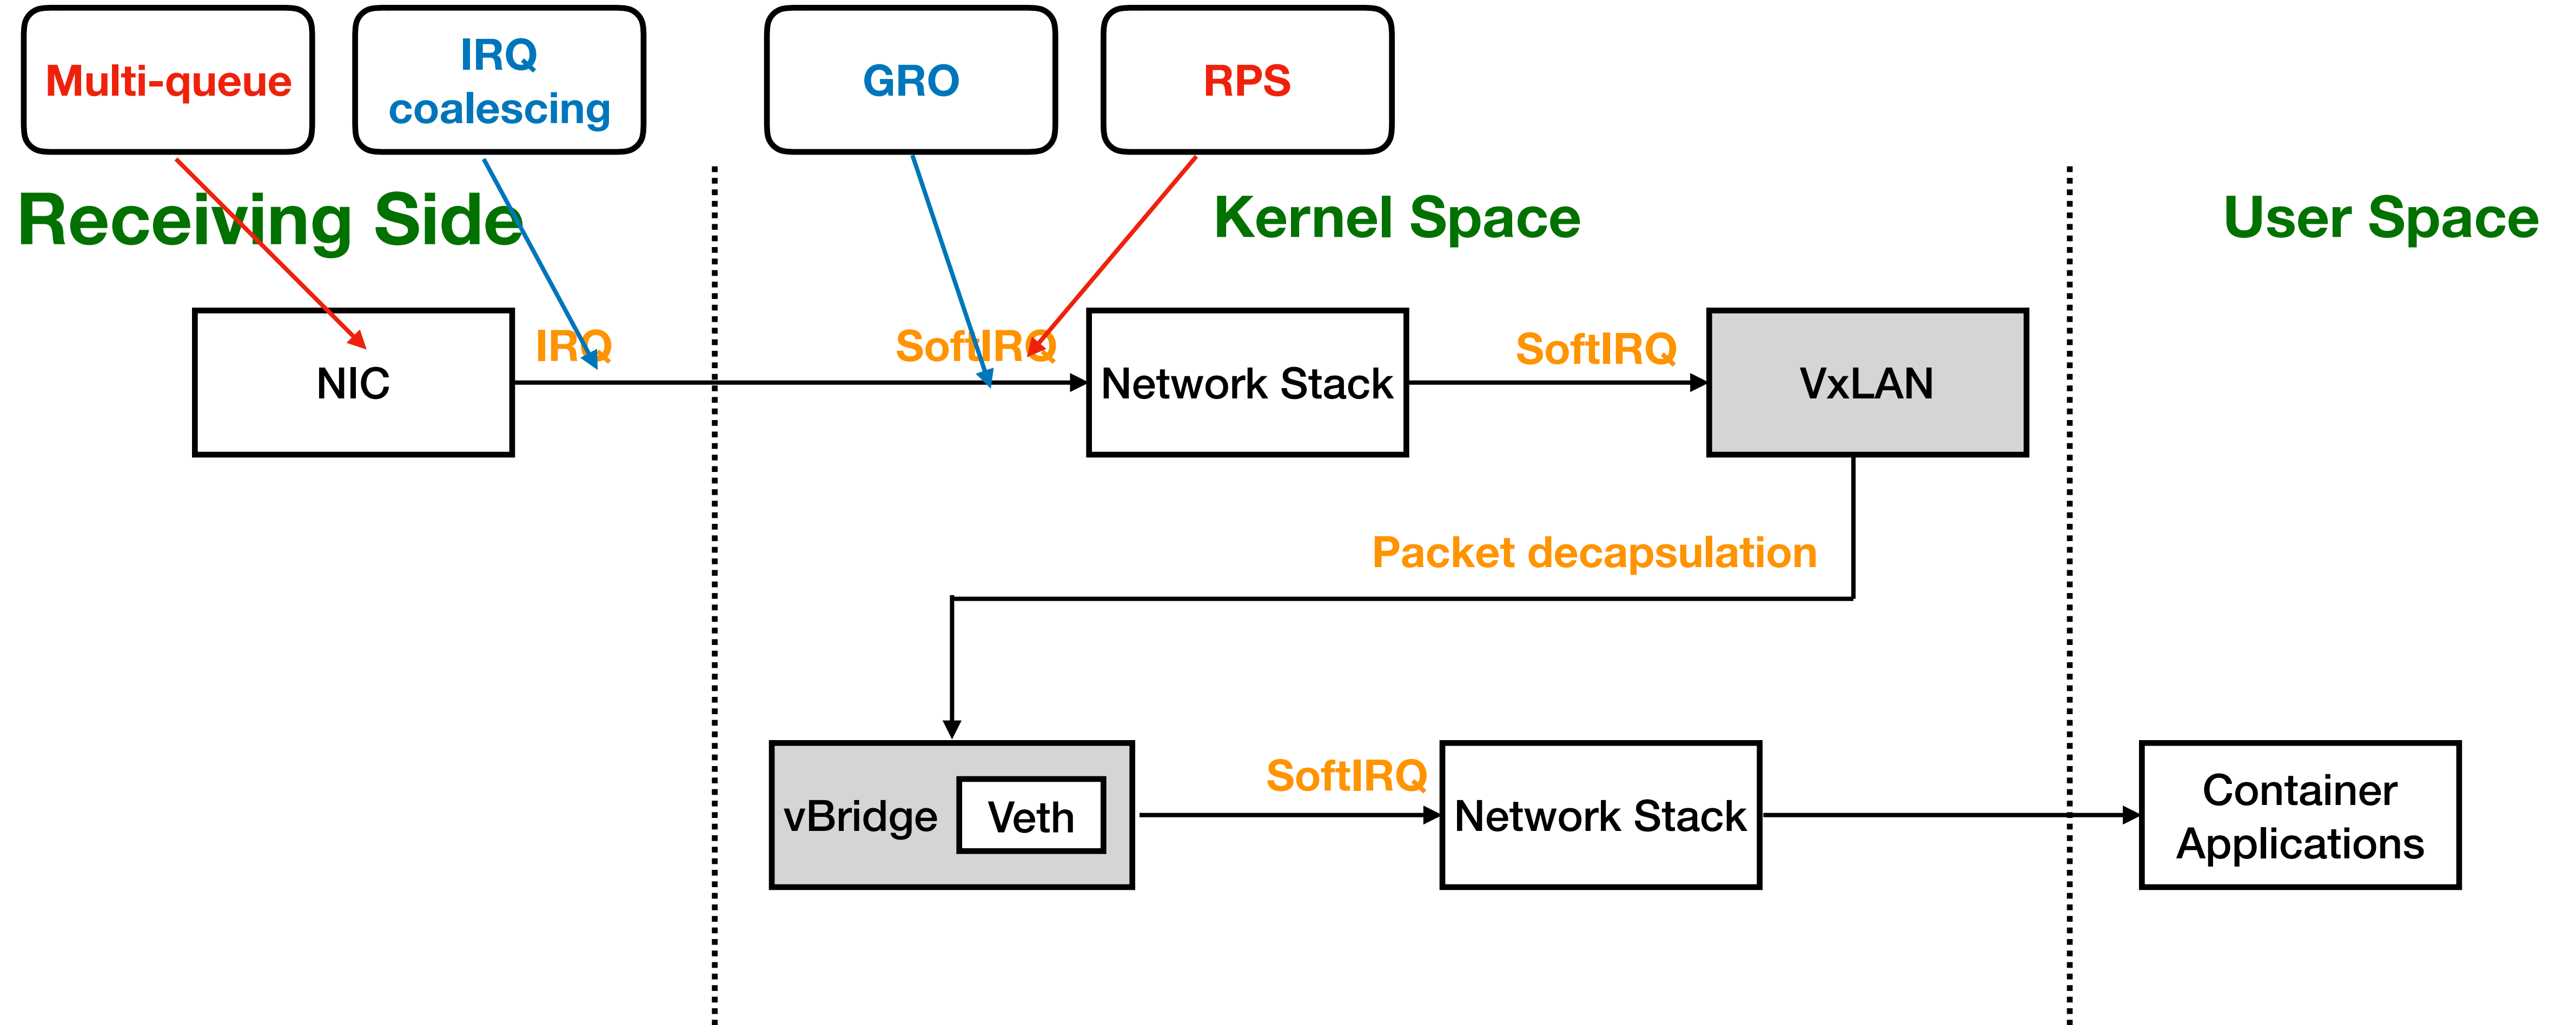 Multi-queue
IRQ
coalescing
GRO
RPS
Receiving Side
Kernel Space
User Space
NIC
IRQ
SoftIRQ
Network Stack
SoftIRQ
VxLAN
Packet decapsulation
vBridge
Veth
SoftIRQ
Network Stack
Container
Applications